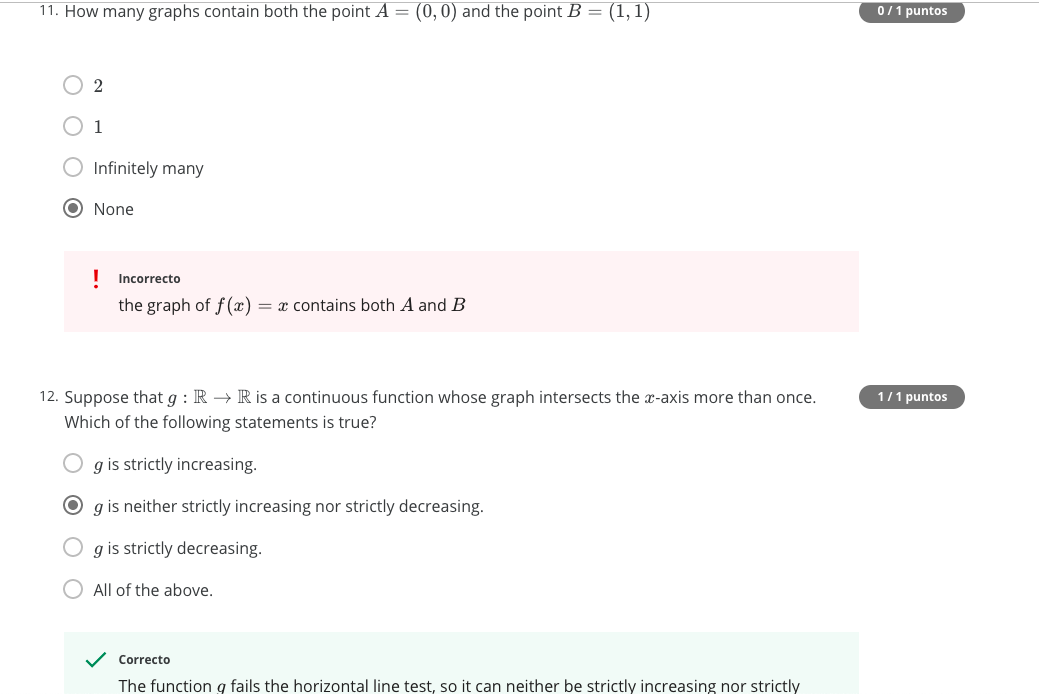 11. How many graphs contain both the point A = (0, 0) and the point B = (1, 1)
0 / 1 puntos
2
1
Infinitely many
None
! Incorrecto
the graph of f(x) = x contains both A and B
12. Suppose that g : ℝ → ℝ is a continuous function whose graph intersects the x-axis more than once.
1 / 1 puntos
Which of the following statements is true?
g is strictly increasing.
g is neither strictly increasing nor strictly decreasing.
g is strictly decreasing.
All of the above.
Correcto
The function g fails the horizontal line test, so it can neither be strictly increasing nor strictly